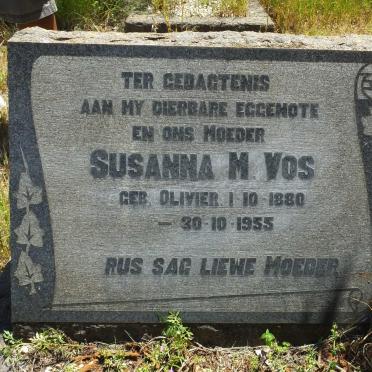 TER GEDAGTENIS
AAN MY DIERBARE EGGENOTE
EN ONS MOEDER
SUSANNA M. VOS
GEB. OLIVIER. 1-10-1880
— 30-10-1955
RUS SAG LIEWE MOEDER